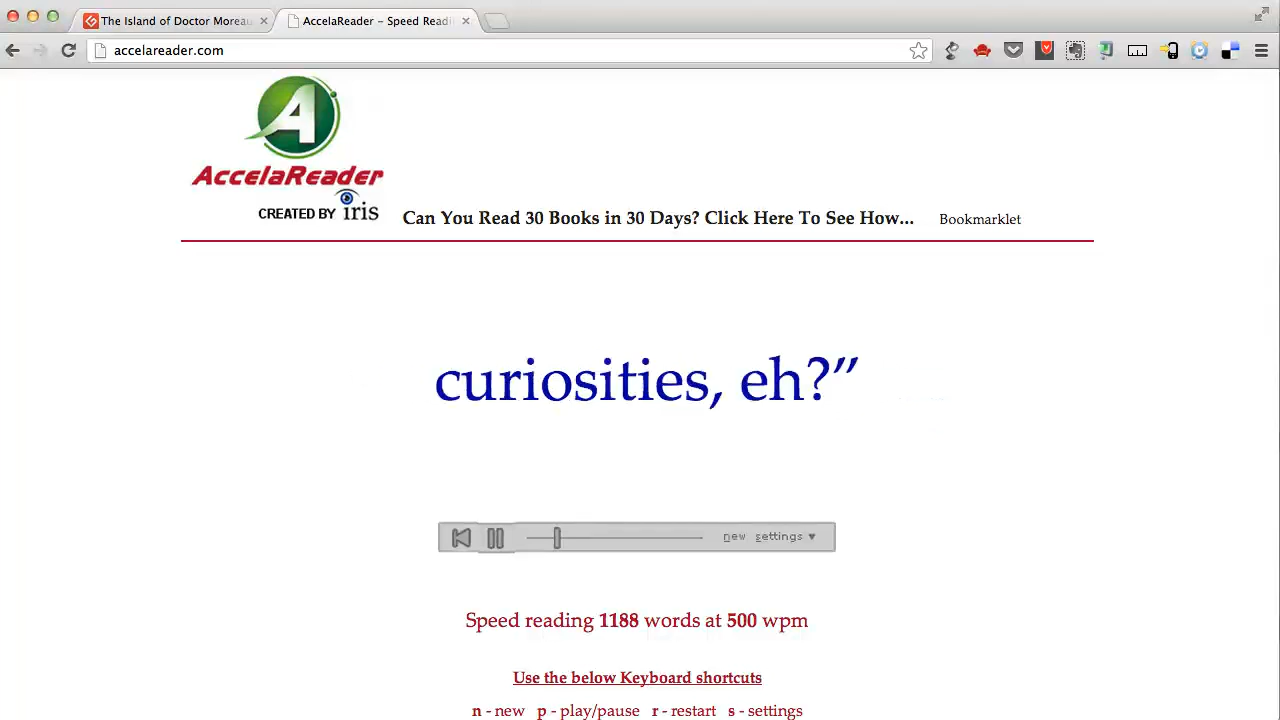 The Island of Doctor Moreau
AccelaReader – Speed Readi
accelareader.com
A
AccelaReader
CREATED BY iris
Can You Read 30 Books in 30 Days? Click Here To See How...
Bookmarklet
curiosities, eh?”
new settings ▼
Speed reading 1188 words at 500 wpm
Use the below Keyboard shortcuts
n - new p - play/pause r - restart s - settings